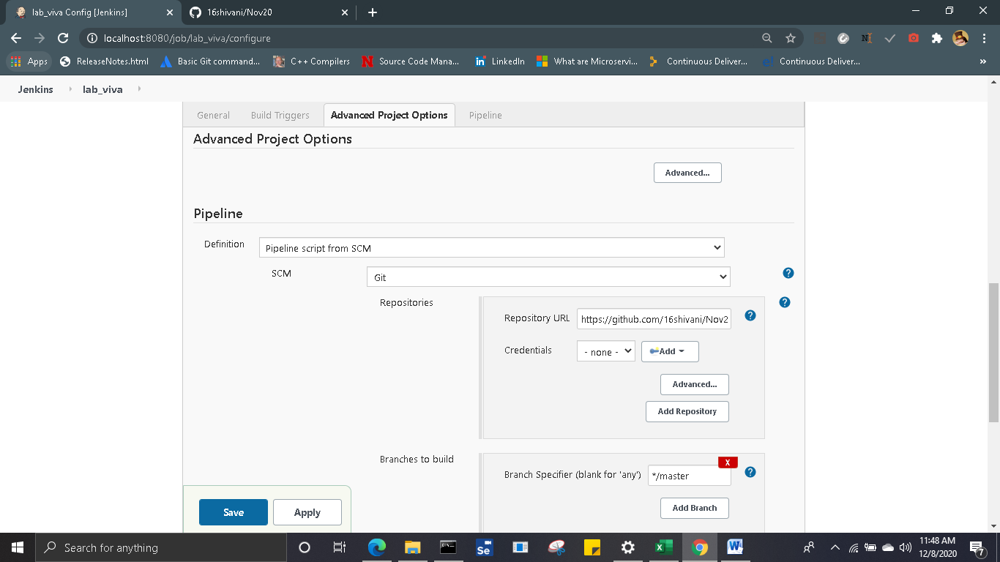 lab_viva Config [Jenkins]
16shivani/Nov20
localhost:8080/job/lab_viva/configure
Apps
ReleaseNotes.html
Basic Git command...
C++ Compilers
Source Code Mana...
LinkedIn
What are Microservi...
Continuous Deliver...
Continuous Deliver...
Jenkins
lab_viva
General
Build Triggers
Advanced Project Options
Pipeline
Advanced Project Options
Advanced...
Pipeline
Definition
Pipeline script from SCM
SCM
Git
Repositories
Repository URL
https://github.com/16shivani/Nov2
Credentials
- none -
Add
Advanced...
Add Repository
Branches to build
X
Branch Specifier (blank for 'any')
*/master
Add Branch
Save
Apply
Search for anything
11:48 AM
12/8/2020
7